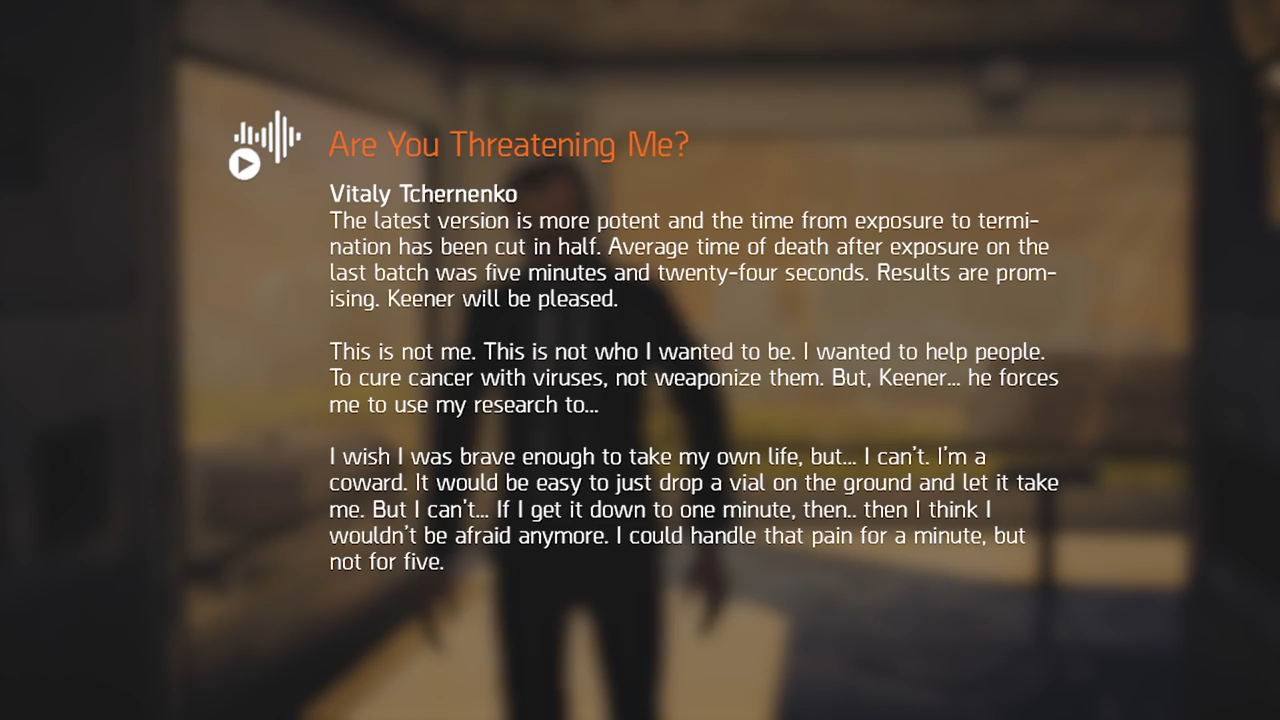 Are You Threatening Me?
Vitaly Tchernenko
The latest version is more potent and the time from exposure to termi-
nation has been cut in half. Average time of death after exposure on the
last batch was five minutes and twenty-four seconds. Results are prom-
ising. Keener will be pleased.
This is not me. This is not who I wanted to be. I wanted to help people.
To cure cancer with viruses, not weaponize them. But, Keener... he forces
me to use my research to...
I wish I was brave enough to take my own life, but... I can't. I'm a
coward. It would be easy to just drop a vial on the ground and let it take
me. But I can't... If I get it down to one minute, then.. then I think I
wouldn't be afraid anymore. I could handle that pain for a minute, but
not for five.